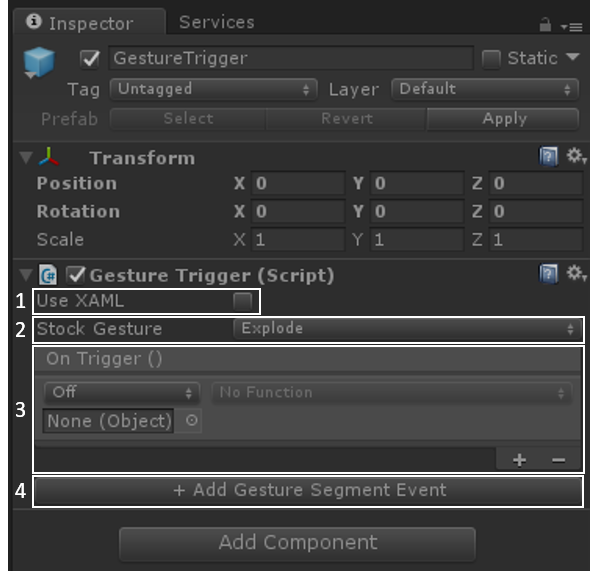 Inspector Services
GestureTrigger Static
Tag Untagged Layer Default
Prefab Select Revert Apply
Transform
Position X 0 Y 0 Z 0
Rotation X 0 Y 0 Z 0
Scale X 1 Y 1 Z 1
Gesture Trigger (Script)
1 Use XAML
2 Stock Gesture Explode
On Trigger ()
Off No Function
3
None (Object)
+ −
4 + Add Gesture Segment Event
Add Component